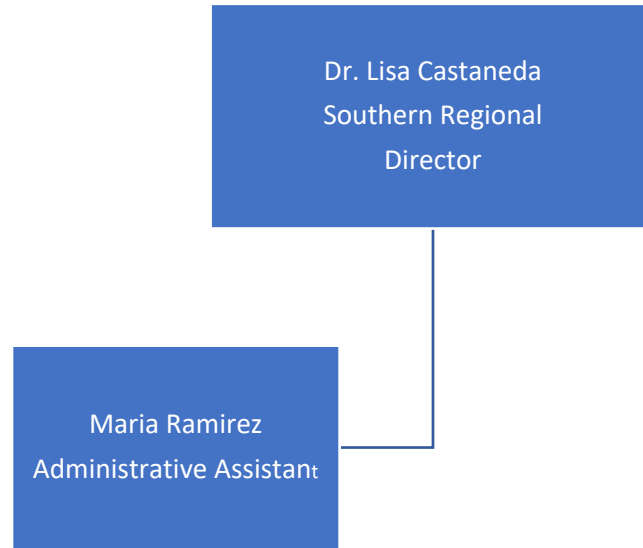 Dr. Lisa Castaneda
Southern Regional
Director
Maria Ramirez
Administrative Assistant